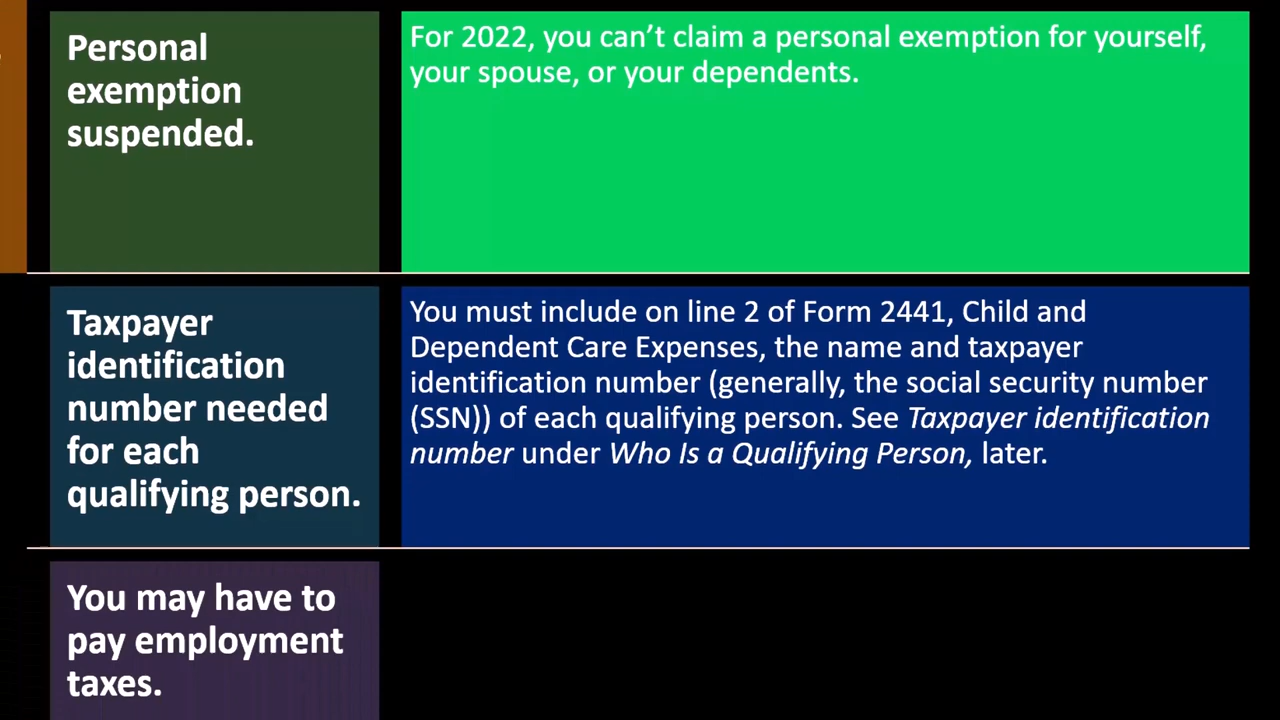 Personal
exemption
suspended.
For 2022, you can’t claim a personal exemption for yourself,
your spouse, or your dependents.
Taxpayer
identification
number needed
for each
qualifying person.
You must include on line 2 of Form 2441, Child and
Dependent Care Expenses, the name and taxpayer
identification number (generally, the social security number
(SSN)) of each qualifying person. See Taxpayer identification
number under Who Is a Qualifying Person, later.
You may have to
pay employment
taxes.